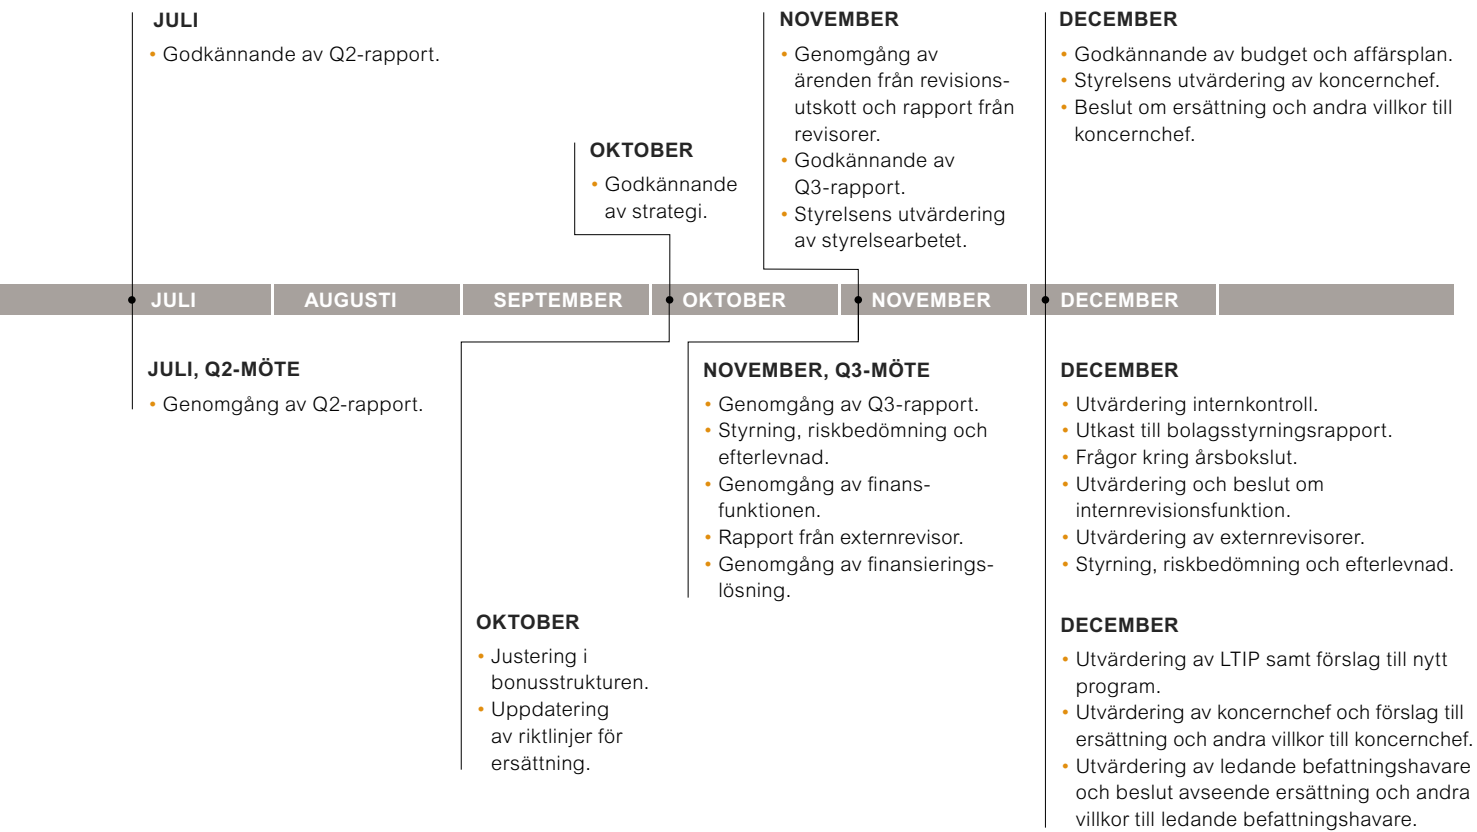 JULI
• Godkännande av Q2-rapport.
OKTOBER
• Godkännande
av strategi.
NOVEMBER
• Genomgång av
ärenden från revisions-
utskott och rapport från
revisorer.
• Godkännande av
Q3-rapport.
• Styrelsens utvärdering
av styrelsearbetet.
DECEMBER
• Godkännande av budget och affärsplan.
• Styrelsens utvärdering av koncernchef.
• Beslut om ersättning och andra villkor till
koncernchef.
JULI AUGUSTI SEPTEMBER OKTOBER NOVEMBER DECEMBER
JULI, Q2-MÖTE
• Genomgång av Q2-rapport.
OKTOBER
• Justering i
bonusstrukturen.
• Uppdatering
av riktlinjer för
ersättning.
NOVEMBER, Q3-MÖTE
• Genomgång av Q3-rapport.
• Styrning, riskbedömning och
efterlevnad.
• Genomgång av finans-
funktionen.
• Rapport från externrevisor.
• Genomgång av finansierings-
lösning.
DECEMBER
• Utvärdering internkontroll.
• Utkast till bolagsstyrningsrapport.
• Frågor kring årsbokslut.
• Utvärdering och beslut om
internrevisionsfunktion.
• Utvärdering av externrevisorer.
• Styrning, riskbedömning och efterlevnad.
DECEMBER
• Utvärdering av LTIP samt förslag till nytt
program.
• Utvärdering av koncernchef och förslag till
ersättning och andra villkor till koncernchef.
• Utvärdering av ledande befattningshavare
och beslut avseende ersättning och andra
villkor till ledande befattningshavare.